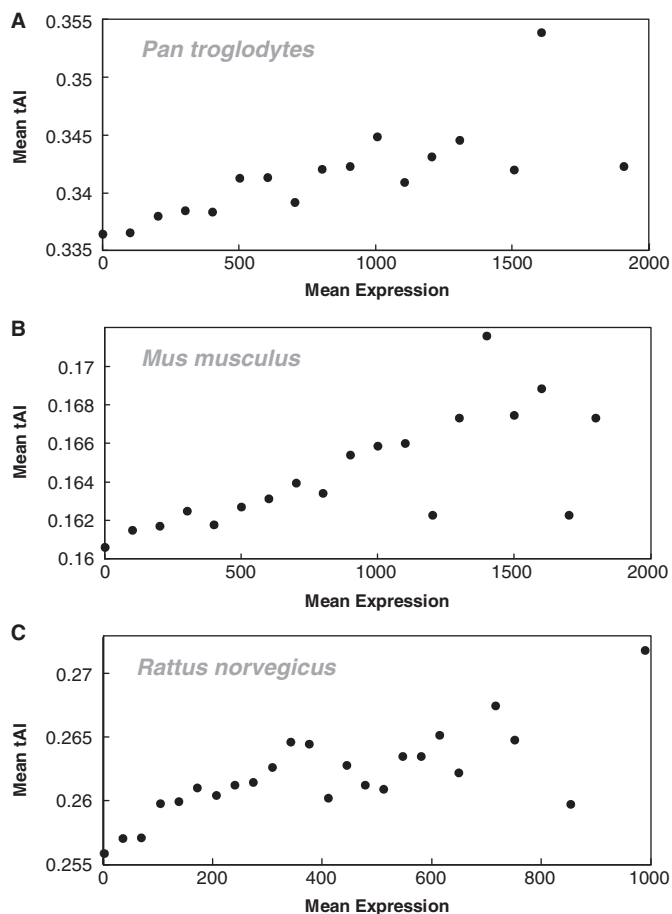 A
Pan troglodytes
0.355
0.35
0.345
0.34
0.335
Mean tAI
0 500 1000 1500 2000
Mean Expression
B
Mus musculus
0.17
0.168
0.166
0.164
0.162
0.16
Mean tAI
0 500 1000 1500 2000
Mean Expression
C
Rattus norvegicus
0.27
0.265
0.26
0.255
Mean tAI
0 200 400 600 800 1000
Mean Expression